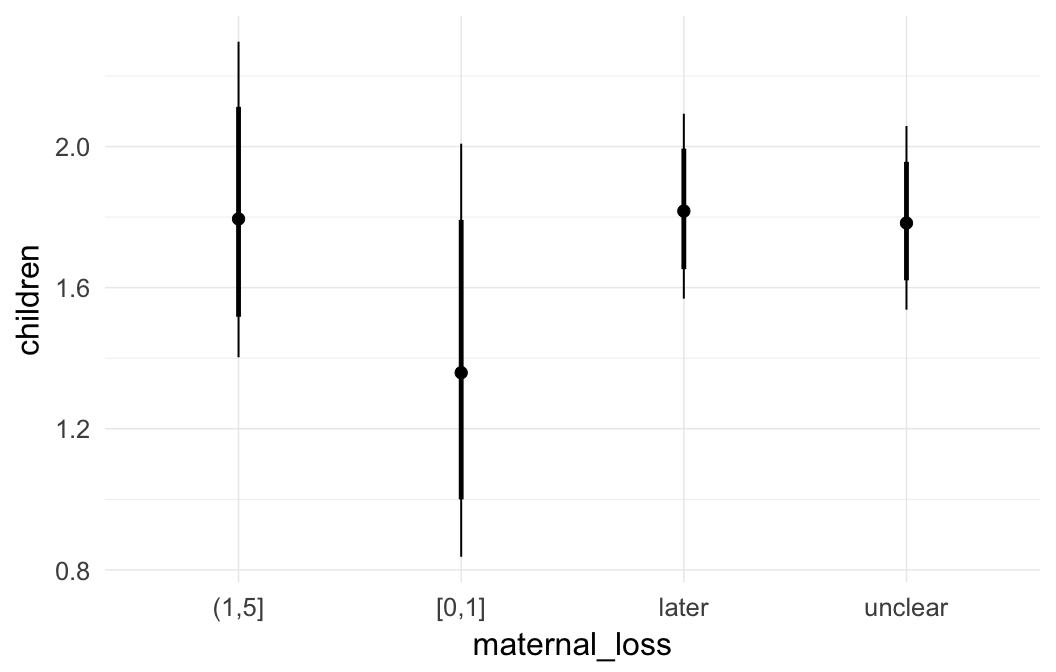 children
2.0
1.6
1.2
0.8
(1,5] [0,1] later unclear
maternal_loss